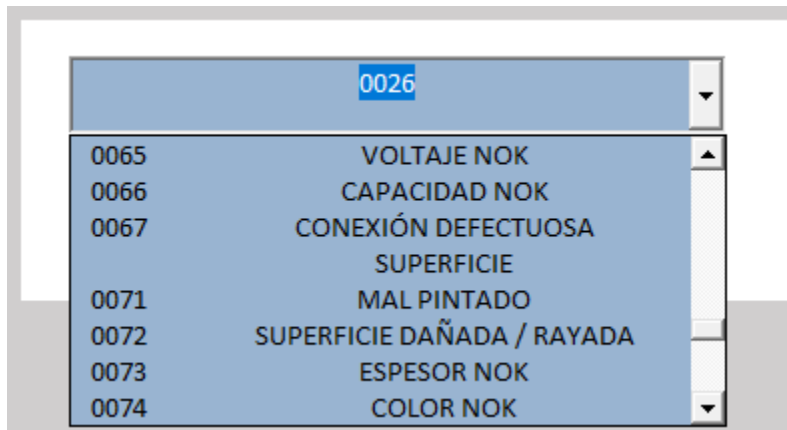 0026
0065 VOLTAJE NOK
0066 CAPACIDAD NOK
0067 CONEXIÓN DEFECTUOSA
SUPERFICIE
0071 MAL PINTADO
0072 SUPERFICIE DAÑADA / RAYADA
0073 ESPESOR NOK
0074 COLOR NOK